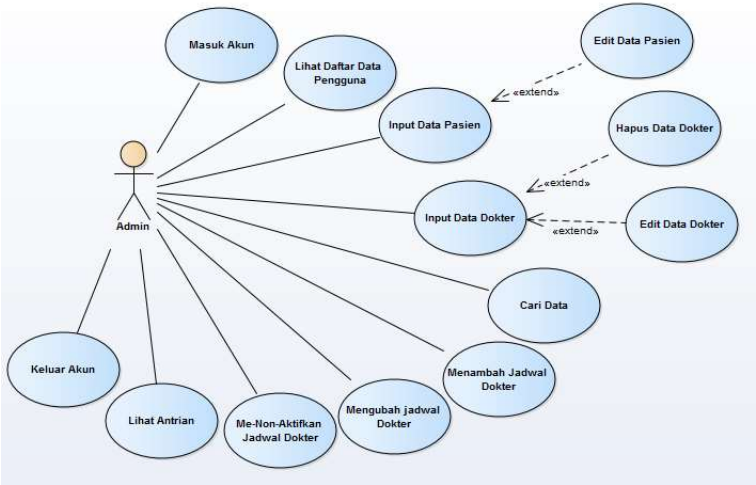 Masuk Akun
Lihat Daftar Data
Pengguna
Input Data Pasien
Edit Data Pasien
«extend»
Hapus Data Dokter
«extend»
Input Data Dokter
Edit Data Dokter
«extend»
Admin
Cari Data
Menambah Jadwal
Dokter
Mengubah jadwal
Dokter
Me-Non-Aktifkan
Jadwal Dokter
Lihat Antrian
Keluar Akun